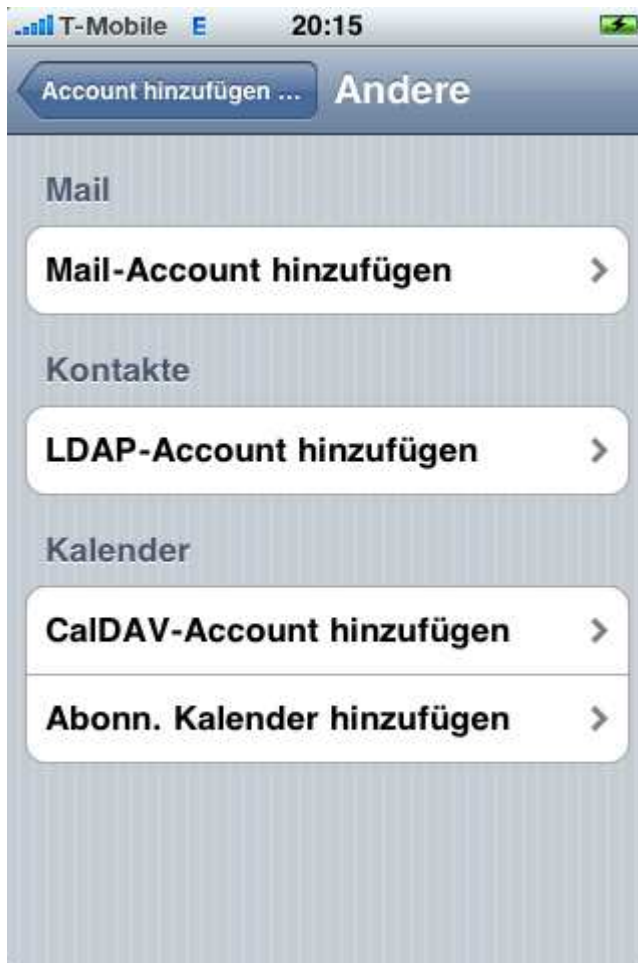 T-Mobile E 20:15
Account hinzufügen ... Andere
Mail
Mail-Account hinzufügen
Kontakte
LDAP-Account hinzufügen
Kalender
CalDAV-Account hinzufügen
Abonn. Kalender hinzufügen